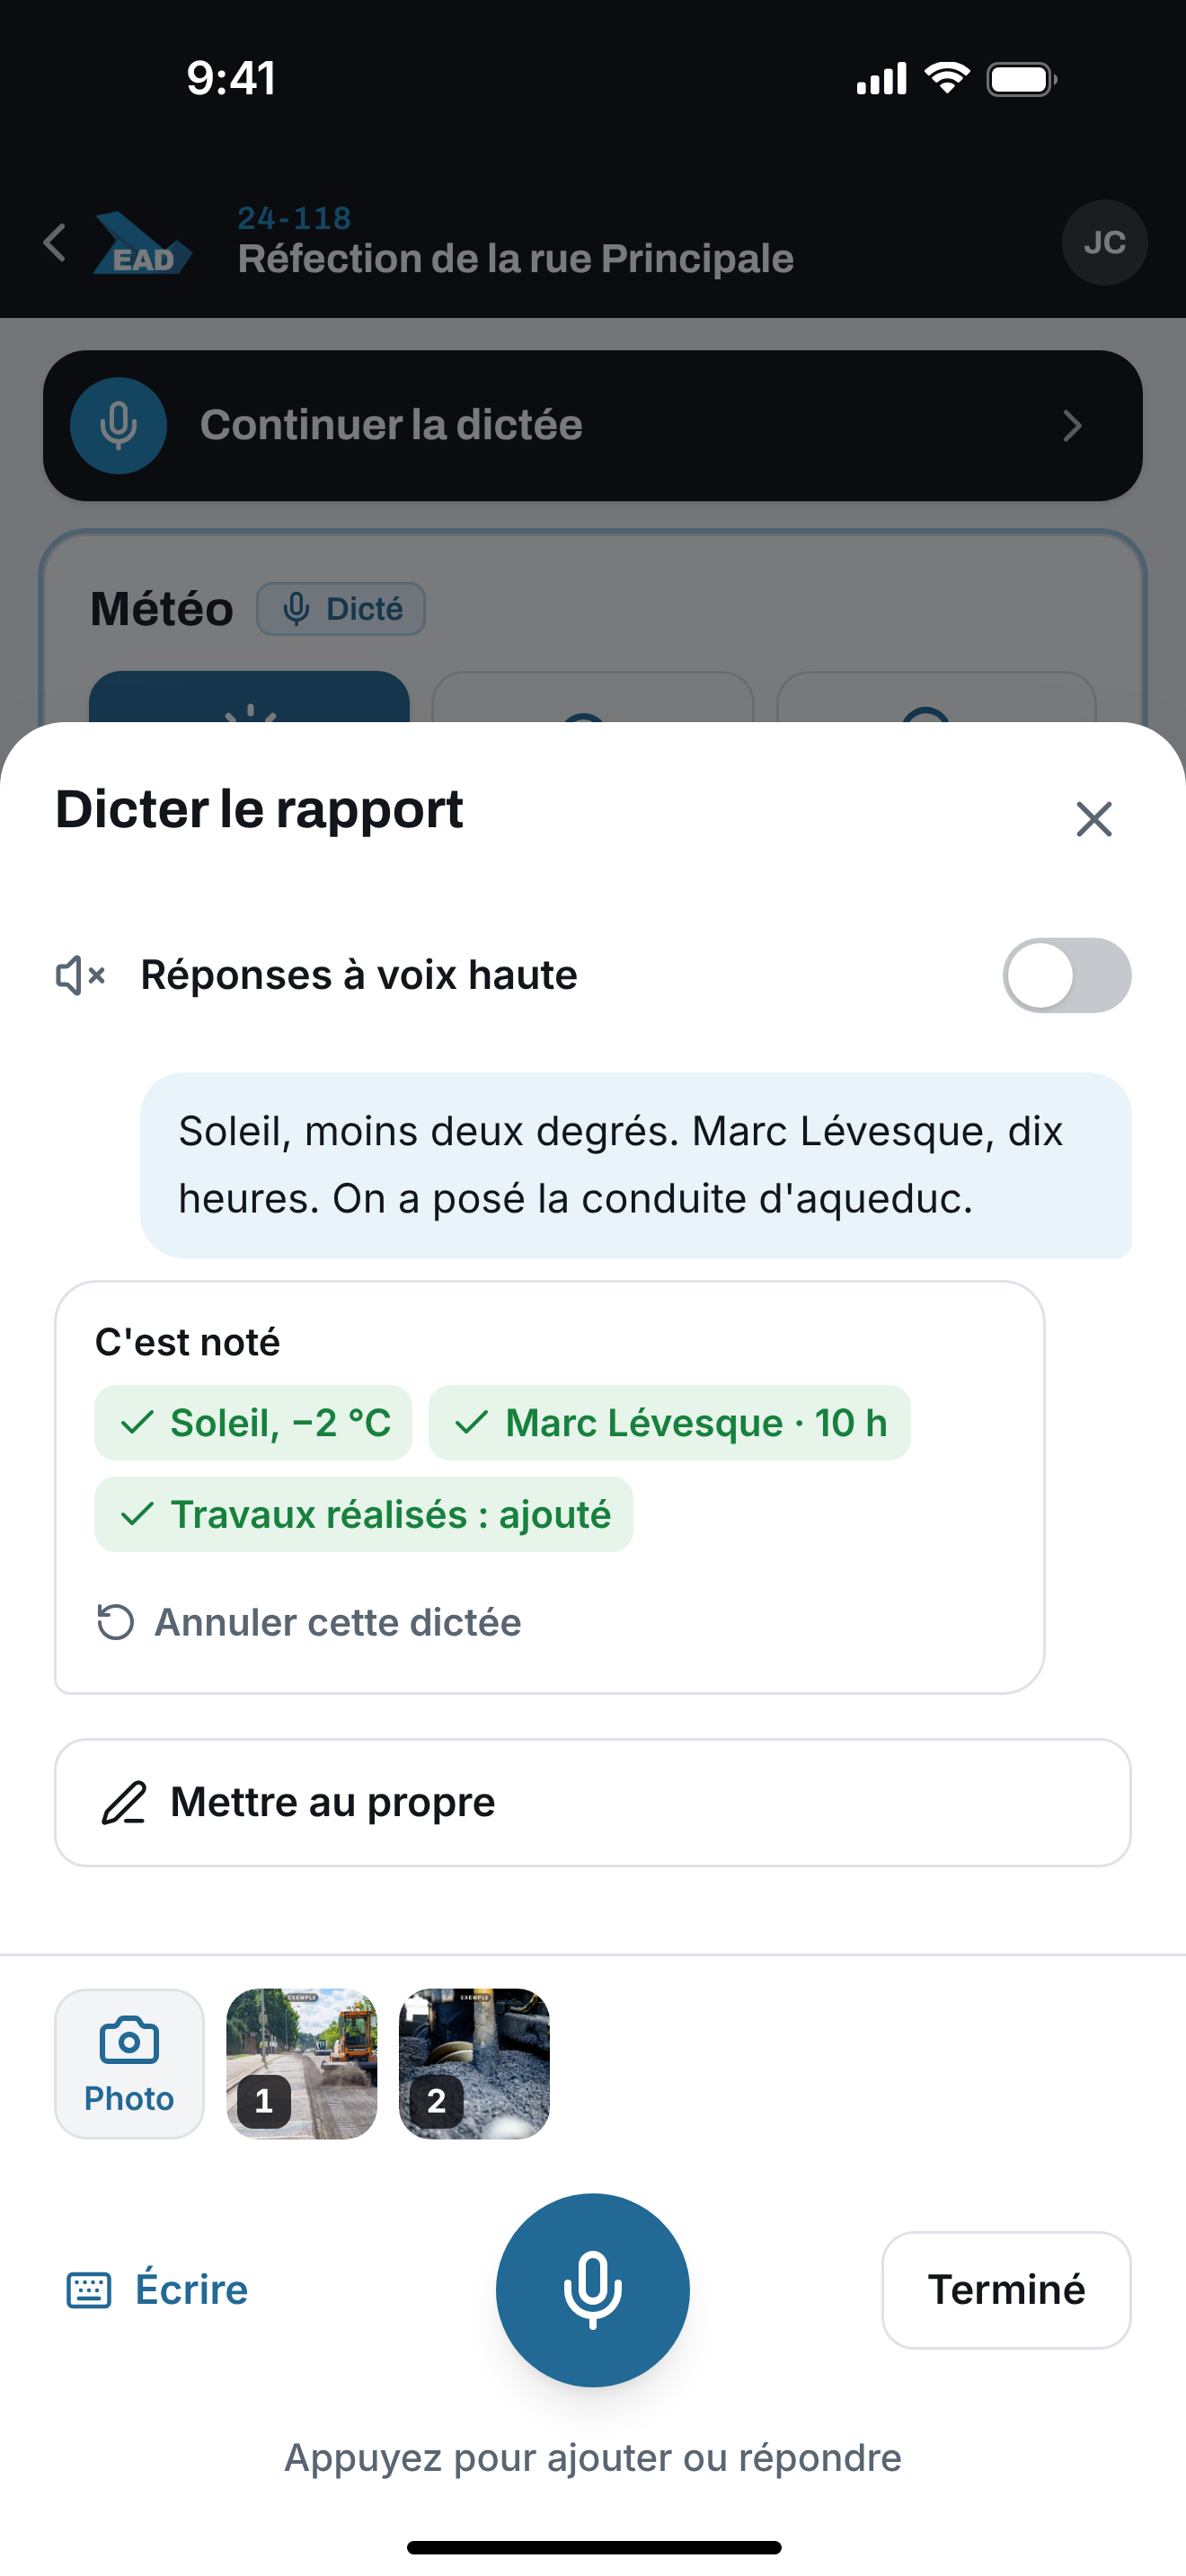 9:41
EAD
24-118
Réfection de la rue Principale
JC
Continuer la dictée
Météo
Dicté
Dicter le rapport
Réponses à voix haute
Soleil, moins deux degrés. Marc Lévesque, dix
heures. On a posé la conduite d'aqueduc.
C'est noté
Soleil, −2 °C
Marc Lévesque · 10 h
Travaux réalisés : ajouté
Annuler cette dictée
Mettre au propre
Photo
EXEMPLE
1
EXEMPLE
2
Écrire
Terminé
Appuyez pour ajouter ou répondre